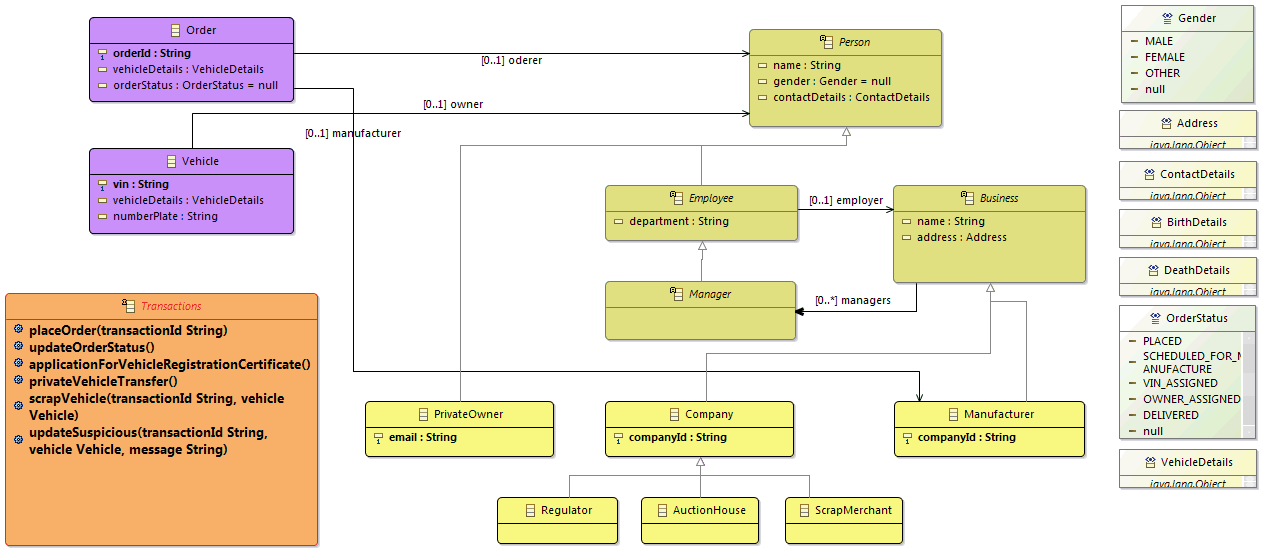 Order
orderId : String
vehicleDetails : VehicleDetails
orderStatus : OrderStatus = null
[0..1] oderer
[0..1] owner
[0..1] manufacturer
Person
name : String
gender : Gender = null
contactDetails : ContactDetails
Vehicle
vin : String
vehicleDetails : VehicleDetails
numberPlate : String
Employee
department : String
[0..1] employer
Business
name : String
address : Address
Manager
[0..*] managers
Transactions
placeOrder(transactionId String)
updateOrderStatus()
applicationForVehicleRegistrationCertificate()
privateVehicleTransfer()
scrapVehicle(transactionId String, vehicle
Vehicle)
updateSuspicious(transactionId String,
vehicle Vehicle, message String)
PrivateOwner
email : String
Company
companyId : String
Manufacturer
companyId : String
Regulator
AuctionHouse
ScrapMerchant
Gender
MALE
FEMALE
OTHER
null
Address
java.lang.Object
ContactDetails
java.lang.Object
BirthDetails
java.lang.Object
DeathDetails
java.lang.Object
OrderStatus
PLACED
SCHEDULED_FOR_M
ANUFACTURE
VIN_ASSIGNED
OWNER_ASSIGNED
DELIVERED
null
VehicleDetails
java.lang.Object